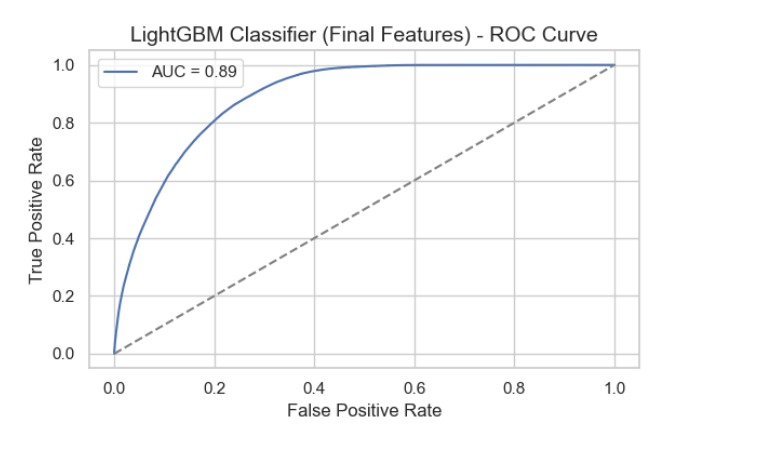 LightGBM Classifier (Final Features) - ROC Curve
AUC = 0.89
1.0
0.8
0.6
0.4
0.2
0.0
True Positive Rate
0.0 0.2 0.4 0.6 0.8 1.0
False Positive Rate